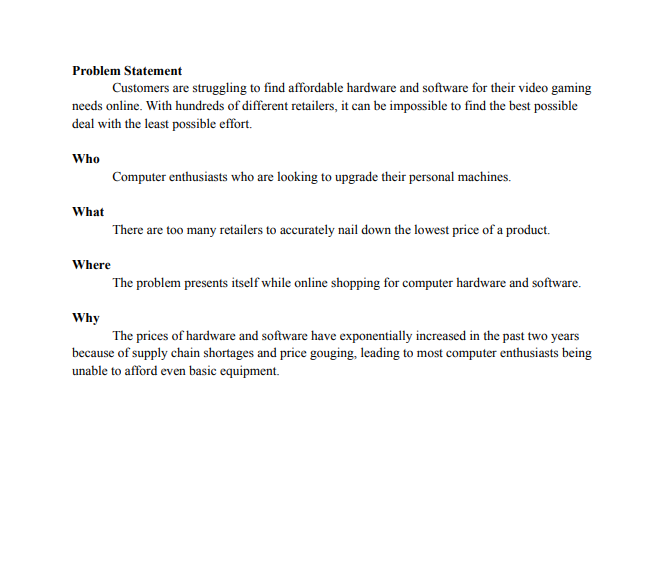 Problem Statement
Customers are struggling to find affordable hardware and software for their video gaming
needs online. With hundreds of different retailers, it can be impossible to find the best possible
deal with the least possible effort.
Who
Computer enthusiasts who are looking to upgrade their personal machines.
What
There are too many retailers to accurately nail down the lowest price of a product.
Where
The problem presents itself while online shopping for computer hardware and software.
Why
The prices of hardware and software have exponentially increased in the past two years
because of supply chain shortages and price gouging, leading to most computer enthusiasts being
unable to afford even basic equipment.